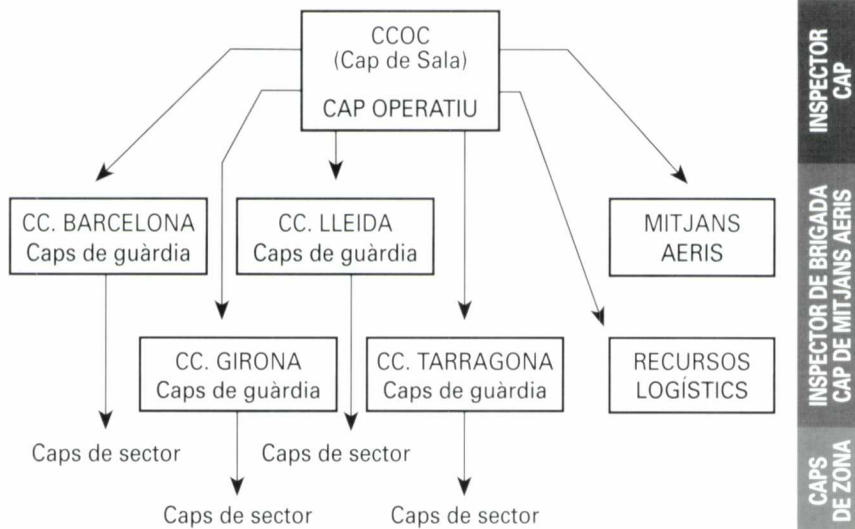 CCOC
(Cap de Sala)
CAP OPERATIU
CC. BARCELONA
Caps de guàrdia
CC. LLEIDA
Caps de guàrdia
MITJANS
AERIS
CC. GIRONA
Caps de guàrdia
CC. TARRAGONA
Caps de guàrdia
RECURSOS
LOGÍSTICS
Caps de sector
Caps de sector
Caps de sector
Caps de sector
INSPECTOR
CAP
INSPECTOR DE BRIGADA
CAP DE MITJANS AERIS
CAPS
DE ZONA